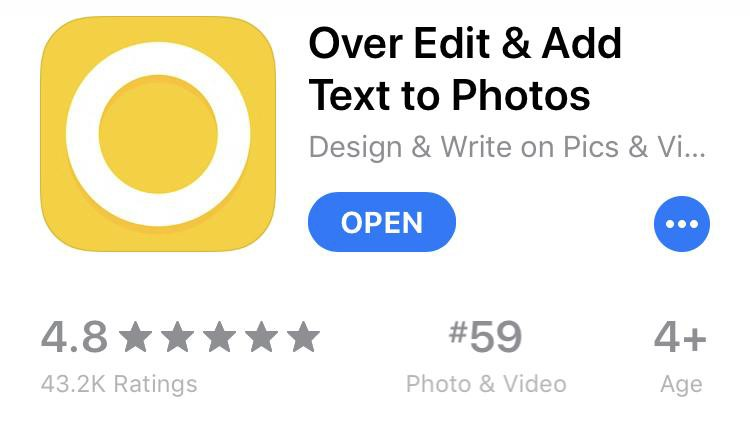 Over Edit & Add
Text to Photos
Design & Write on Pics & Vi...
OPEN
4.8 ★★★★★
#59
4+
43.2K Ratings
Photo & Video
Age